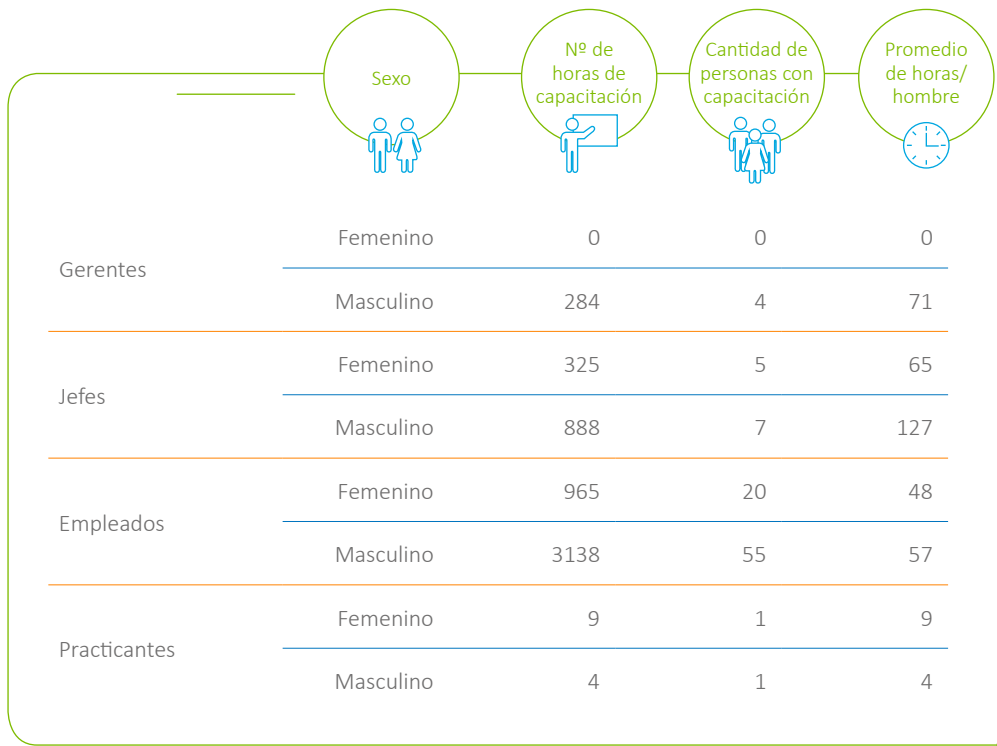 Sexo
Nº de
horas de
capacitación
Cantidad de
personas con
capacitación
Promedio
de horas/
hombre
Gerentes
Femenino 0 0 0
Masculino 284 4 71
Jefes
Femenino 325 5 65
Masculino 888 7 127
Empleados
Femenino 965 20 48
Masculino 3138 55 57
Practicantes
Femenino 9 1 9
Masculino 4 1 4